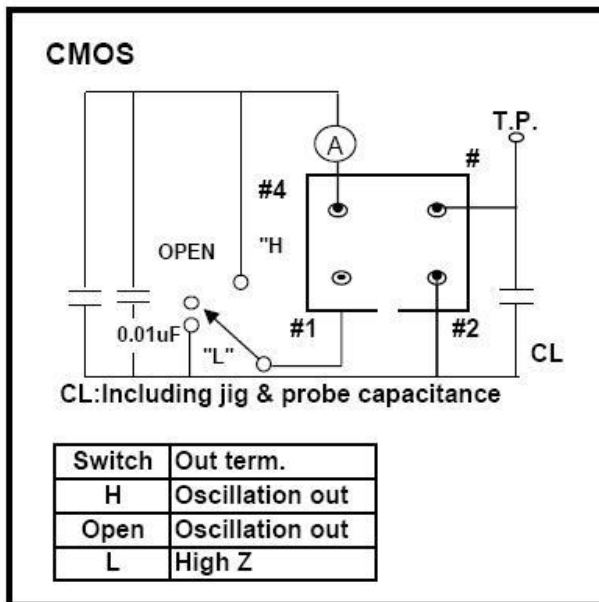 CMOS
T.P.
A
#
#4
OPEN
"H
0.01uF
"L"
#1
#2
CL
CL:Including jig & probe capacitance
Switch Out term.
H Oscillation out
Open Oscillation out
L High Z